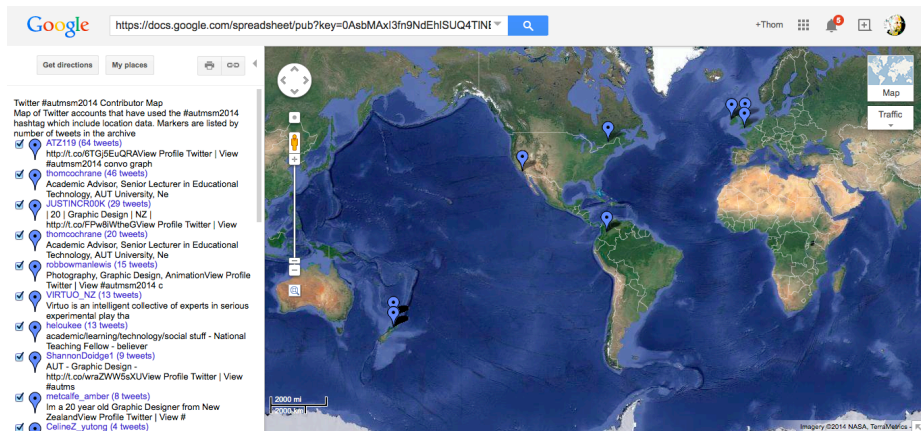 Google
https://docs.google.com/spreadsheet/pub?key=0AsbMAxI3fn9NdEhISUQ4TINE
+Thom
5
Get directions
My places
Twitter #autmsm2014 Contributor Map
Map of Twitter accounts that have used the #autmsm2014
hashtag which include location data. Markers are listed by
number of tweets in the archive
ATZ119 (64 tweets)
http://t.co/6TGj5EuQRAView Profile Twitter | View
#autmsm2014 convo graph
thomcochrane (46 tweets)
Academic Advisor, Senior Lecturer in Educational
Technology, AUT University, Ne
JUSTINCR00K (29 tweets)
| 20 | Graphic Design | NZ |
http://t.co/FPw8iWtheGView Profile Twitter | View
thomcochrane (20 tweets)
Academic Advisor, Senior Lecturer in Educational
Technology, AUT University, Ne
robbowmanlewis (15 tweets)
Photography, Graphic Design, AnimationView Profile
Twitter | View #autmsm2014 c
VIRTUO_NZ (13 tweets)
Virtuo is an intelligent collective of experts in serious
experimental play tha
heloukee (13 tweets)
academic/learning/technology/social stuff - National
Teaching Fellow - believer
ShannonDoidge1 (9 tweets)
AUT - Graphic Design -
http://t.co/wraZWW5sXUView Profile Twitter | View
#autms
metcalfe_amber (8 tweets)
Im a 20 year old Graphic Designer from New
ZealandView Profile Twitter | View #
CelineZ_yutong (4 tweets)
Map
Traffic
2000 mi
2000 km
Imagery ©2014 NASA, TerraMetrics -